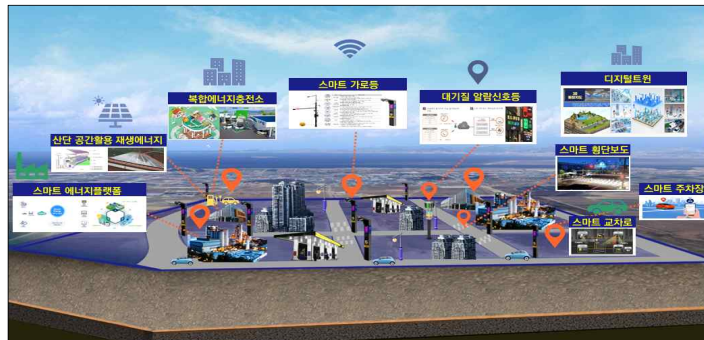 복합에너지충전소
스마트 가로등
대기질 알람신호등
디지털트윈
산단 공간활용 재생에너지
스마트 횡단보도
스마트 에너지플랫폼
스마트 주차장
스마트 교차로